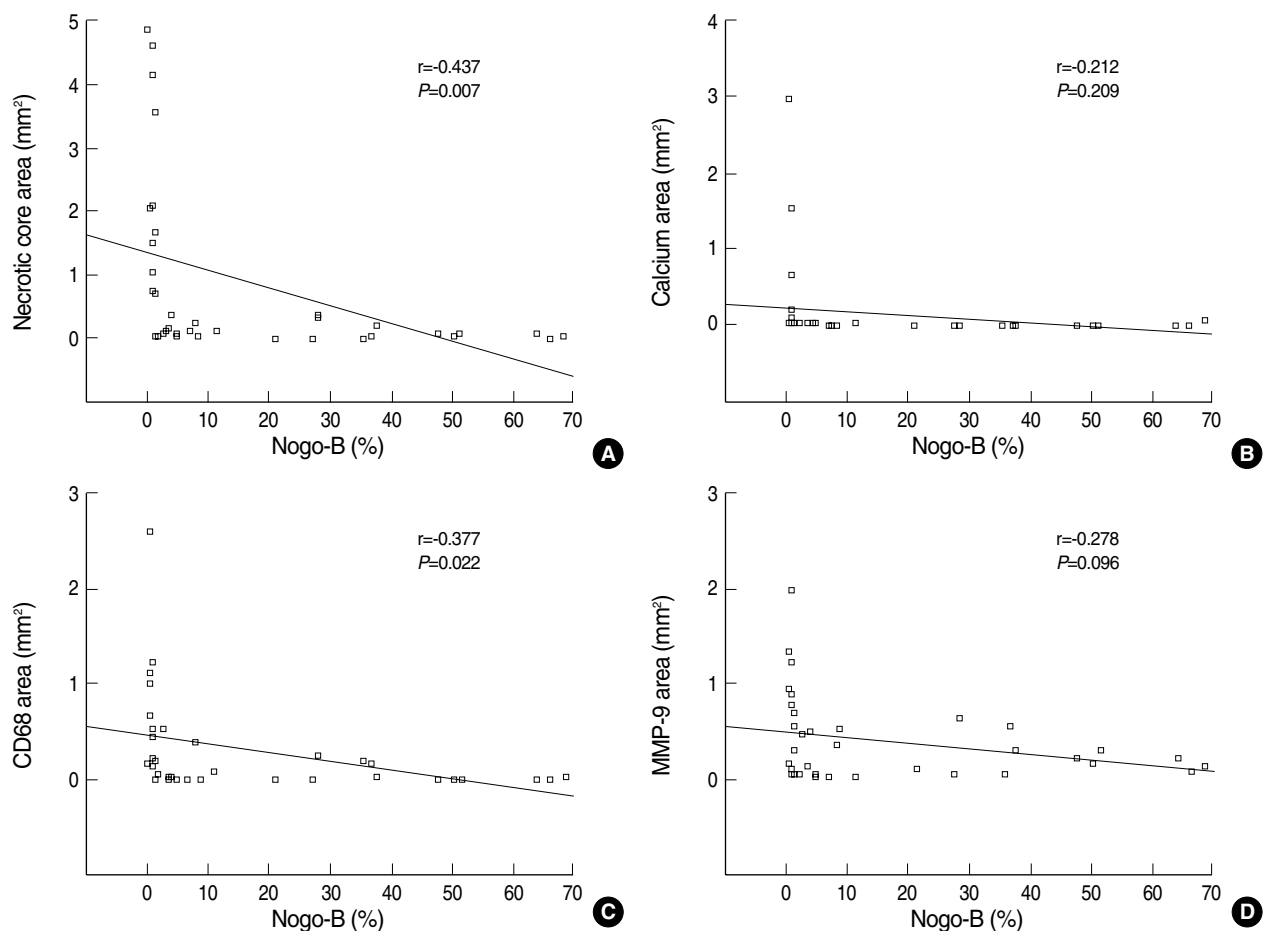 5
4
3
2
1
0
Necrotic core area (mm²)
r=-0.437
P=0.007
0 10 20 30 40 50 60 70
Nogo-B (%)
A
4
3
2
1
0
Calcium area (mm²)
r=-0.212
P=0.209
0 10 20 30 40 50 60 70
Nogo-B (%)
B
3
2
1
0
CD68 area (mm²)
r=-0.377
P=0.022
0 10 20 30 40 50 60 70
Nogo-B (%)
C
3
2
1
0
MMP-9 area (mm²)
r=-0.278
P=0.096
0 10 20 30 40 50 60 70
Nogo-B (%)
D